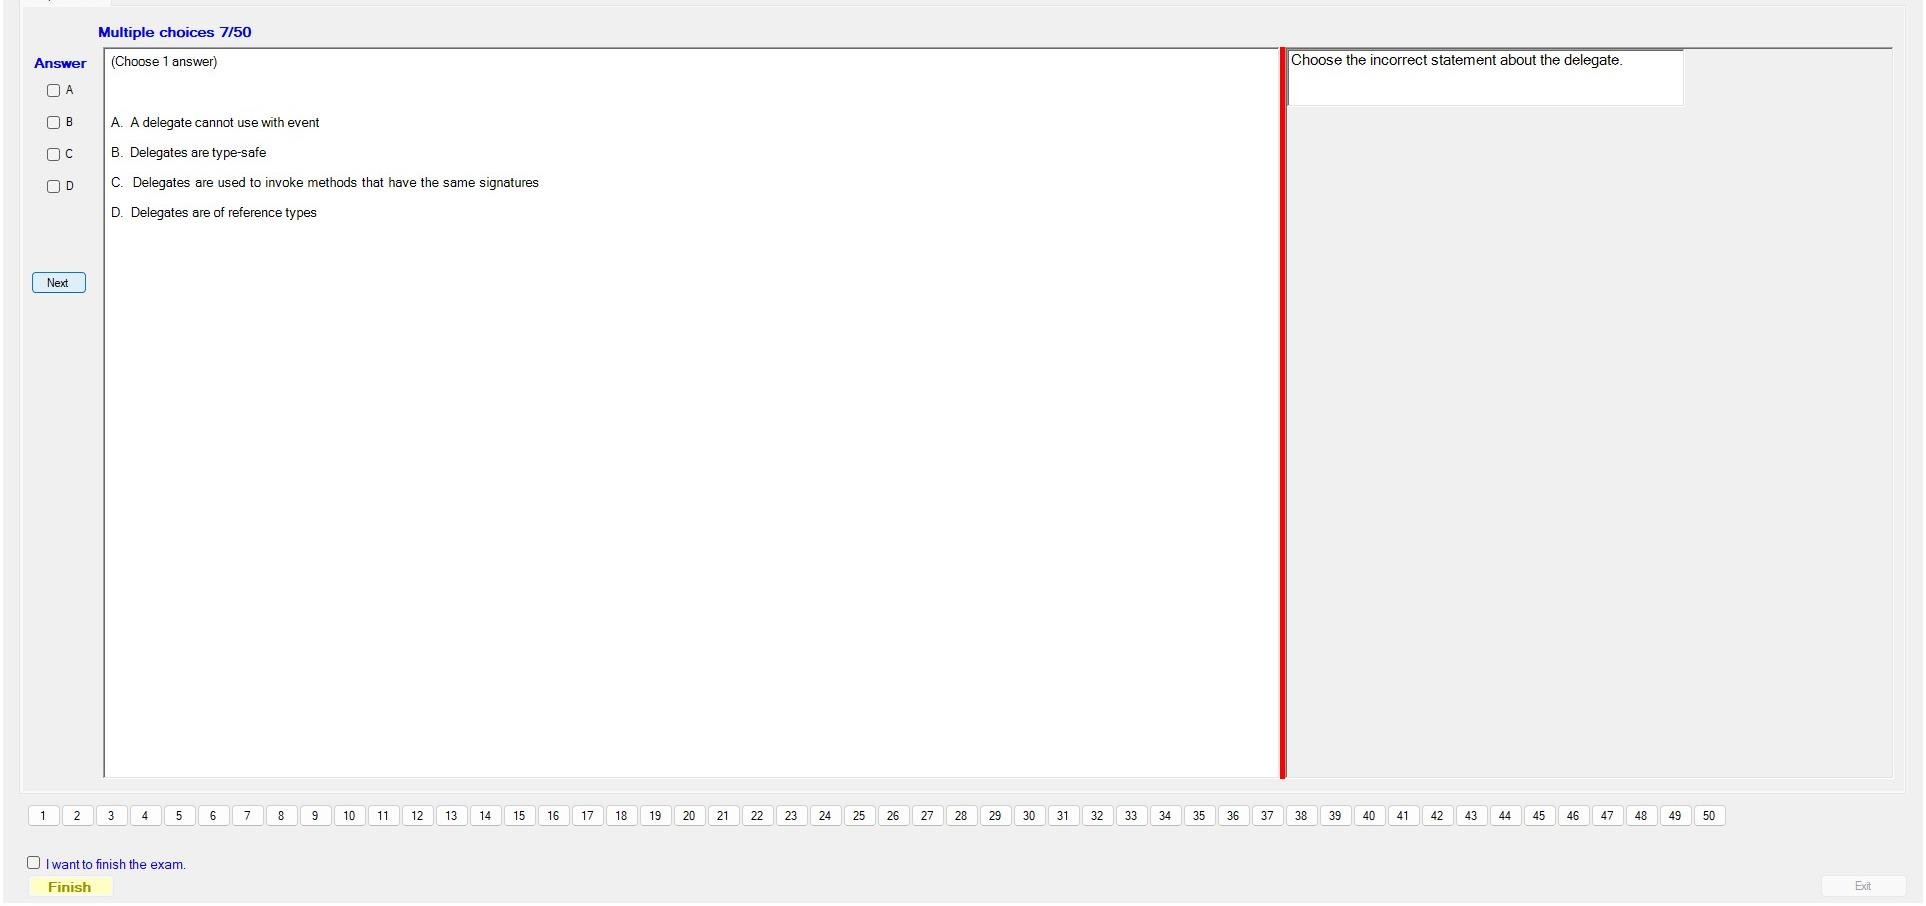 Multiple choices 7/50
Answer
A
B
C
D
Next
(Choose 1 answer)
A. A delegate cannot use with event
B. Delegates are type-safe
C. Delegates are used to invoke methods that have the same signatures
D. Delegates are of reference types
Choose the incorrect statement about the delegate.
1 2 3 4 5 6 7 8 9 10 11 12 13 14 15 16 17 18 19 20 21 22 23 24 25 26 27 28 29 30 31 32 33 34 35 36 37 38 39 40 41 42 43 44 45 46 47 48 49 50
I want to finish the exam.
Finish
Exit